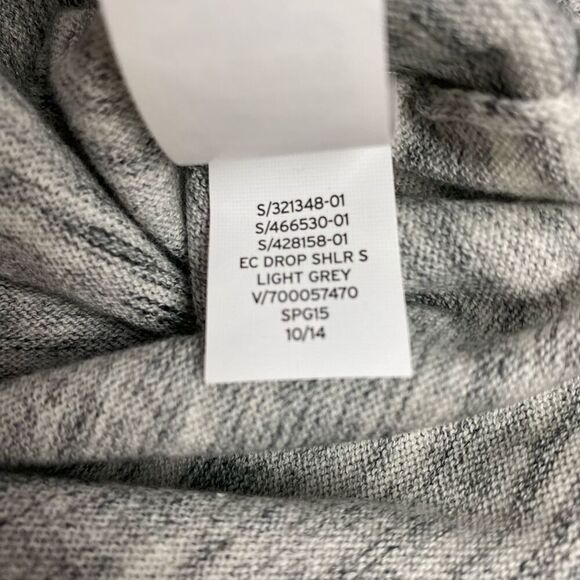 S/321348-01
S/466530-01
S/428158-01
EC DROP SHLR S
LIGHT GREY
V/700057470
SPG15
10/14